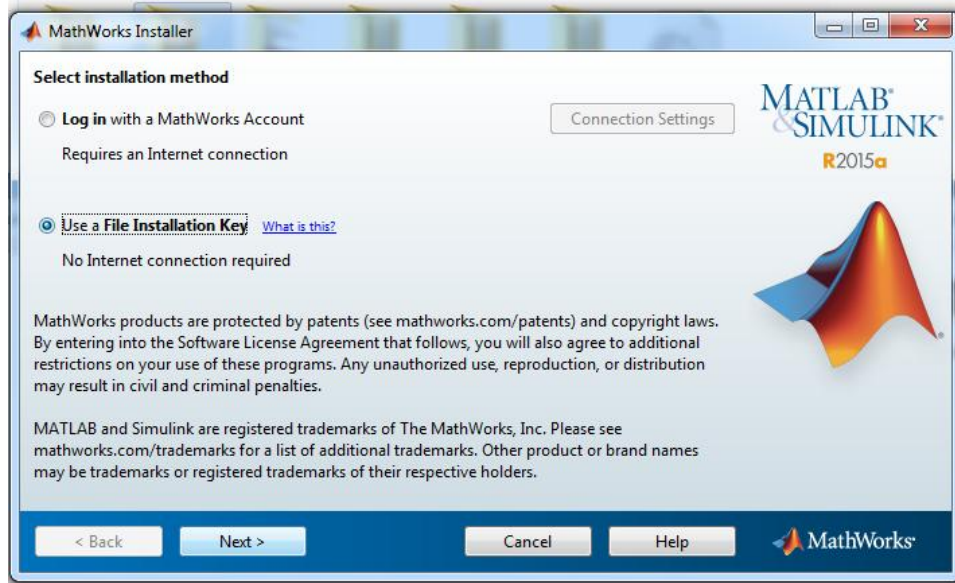 MathWorks Installer
Select installation method
Log in with a MathWorks Account
Connection Settings
Requires an Internet connection
Use a File Installation Key What is this?
No Internet connection required
MathWorks products are protected by patents (see mathworks.com/patents) and copyright laws.
By entering into the Software License Agreement that follows, you will also agree to additional
restrictions on your use of these programs. Any unauthorized use, reproduction, or distribution
may result in civil and criminal penalties.
MATLAB and Simulink are registered trademarks of The MathWorks, Inc. Please see
mathworks.com/trademarks for a list of additional trademarks. Other product or brand names
may be trademarks or registered trademarks of their respective holders.
MATLAB®
&SIMULINK®
R2015a
®
< Back
Next >
Cancel
Help
MathWorks®